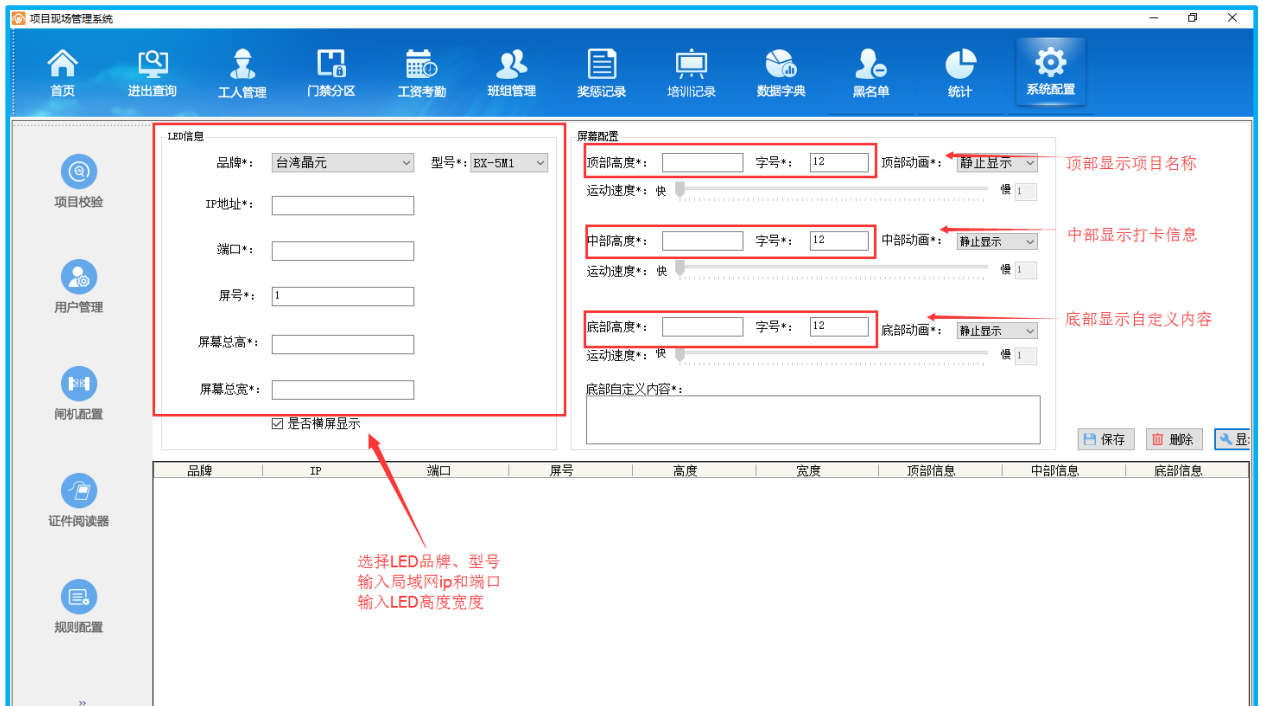 项目现场管理系统
首页 进出查询 工人管理 门禁分区 工资考勤 班组管理 奖惩记录 培训记录 数据字典 黑名单 统计 系统配置
项目校验
用户管理
闸机配置
证件阅读器
规则配置
»
LED信息
品牌*: 台湾晶元 型号*: BX-5M1
IP地址*:
端口*:
屏号*: 1
屏幕总高*:
屏幕总宽*:
是否横屏显示
屏幕配置
顶部高度*: 字号*: 12 顶部动画*: 静止显示 顶部显示项目名称
运动速度*: 快 慢 1
中部高度*: 字号*: 12 中部动画*: 静止显示 中部显示打卡信息
运动速度*: 快 慢 1
底部高度*: 字号*: 12 底部动画*: 静止显示 底部显示自定义内容
运动速度*: 快 慢 1
底部自定义内容*:
保存 删除
品牌 IP 端口 屏号 高度 宽度 顶部信息 中部信息 底部信息
选择LED品牌、型号
输入局域网ip和端口
输入LED高度宽度